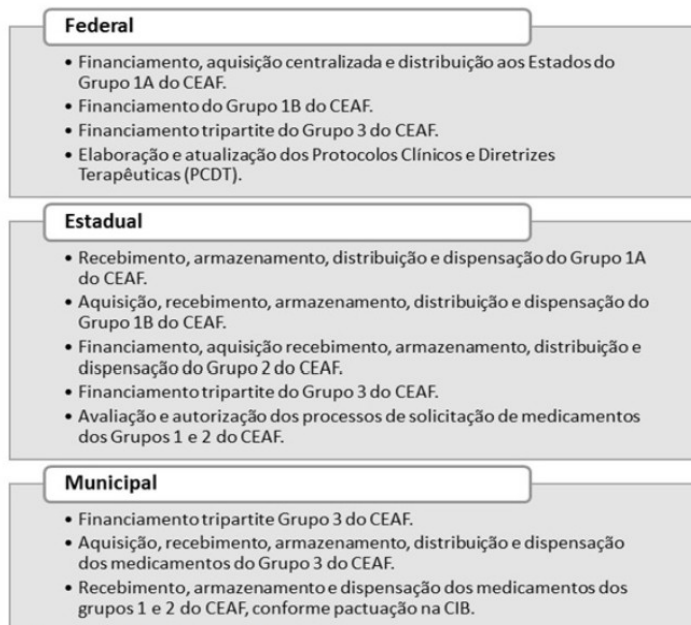 Federal
• Financiamento, aquisição centralizada e distribuição aos Estados do
Grupo 1A do CEAF.
• Financiamento do Grupo 1B do CEAF.
• Financiamento tripartite do Grupo 3 do CEAF.
• Elaboração e atualização dos Protocolos Clínicos e Diretrizes
Terapêuticas (PCDT).
Estadual
• Recebimento, armazenamento, distribuição e dispensação do Grupo 1A
do CEAF.
• Aquisição, recebimento, armazenamento, distribuição e dispensação do
Grupo 1B do CEAF.
• Financiamento, aquisição recebimento, armazenamento, distribuição e
dispensação do Grupo 2 do CEAF.
• Financiamento tripartite do Grupo 3 do CEAF.
• Avaliação e autorização dos processos de solicitação de medicamentos
dos Grupos 1 e 2 do CEAF.
Municipal
• Financiamento tripartite Grupo 3 do CEAF.
• Aquisição, recebimento, armazenamento, distribuição e dispensação
dos medicamentos do Grupo 3 do CEAF.
• Recebimento, armazenamento e dispensação dos medicamentos dos
grupos 1 e 2 do CEAF, conforme pactuação na CIB.